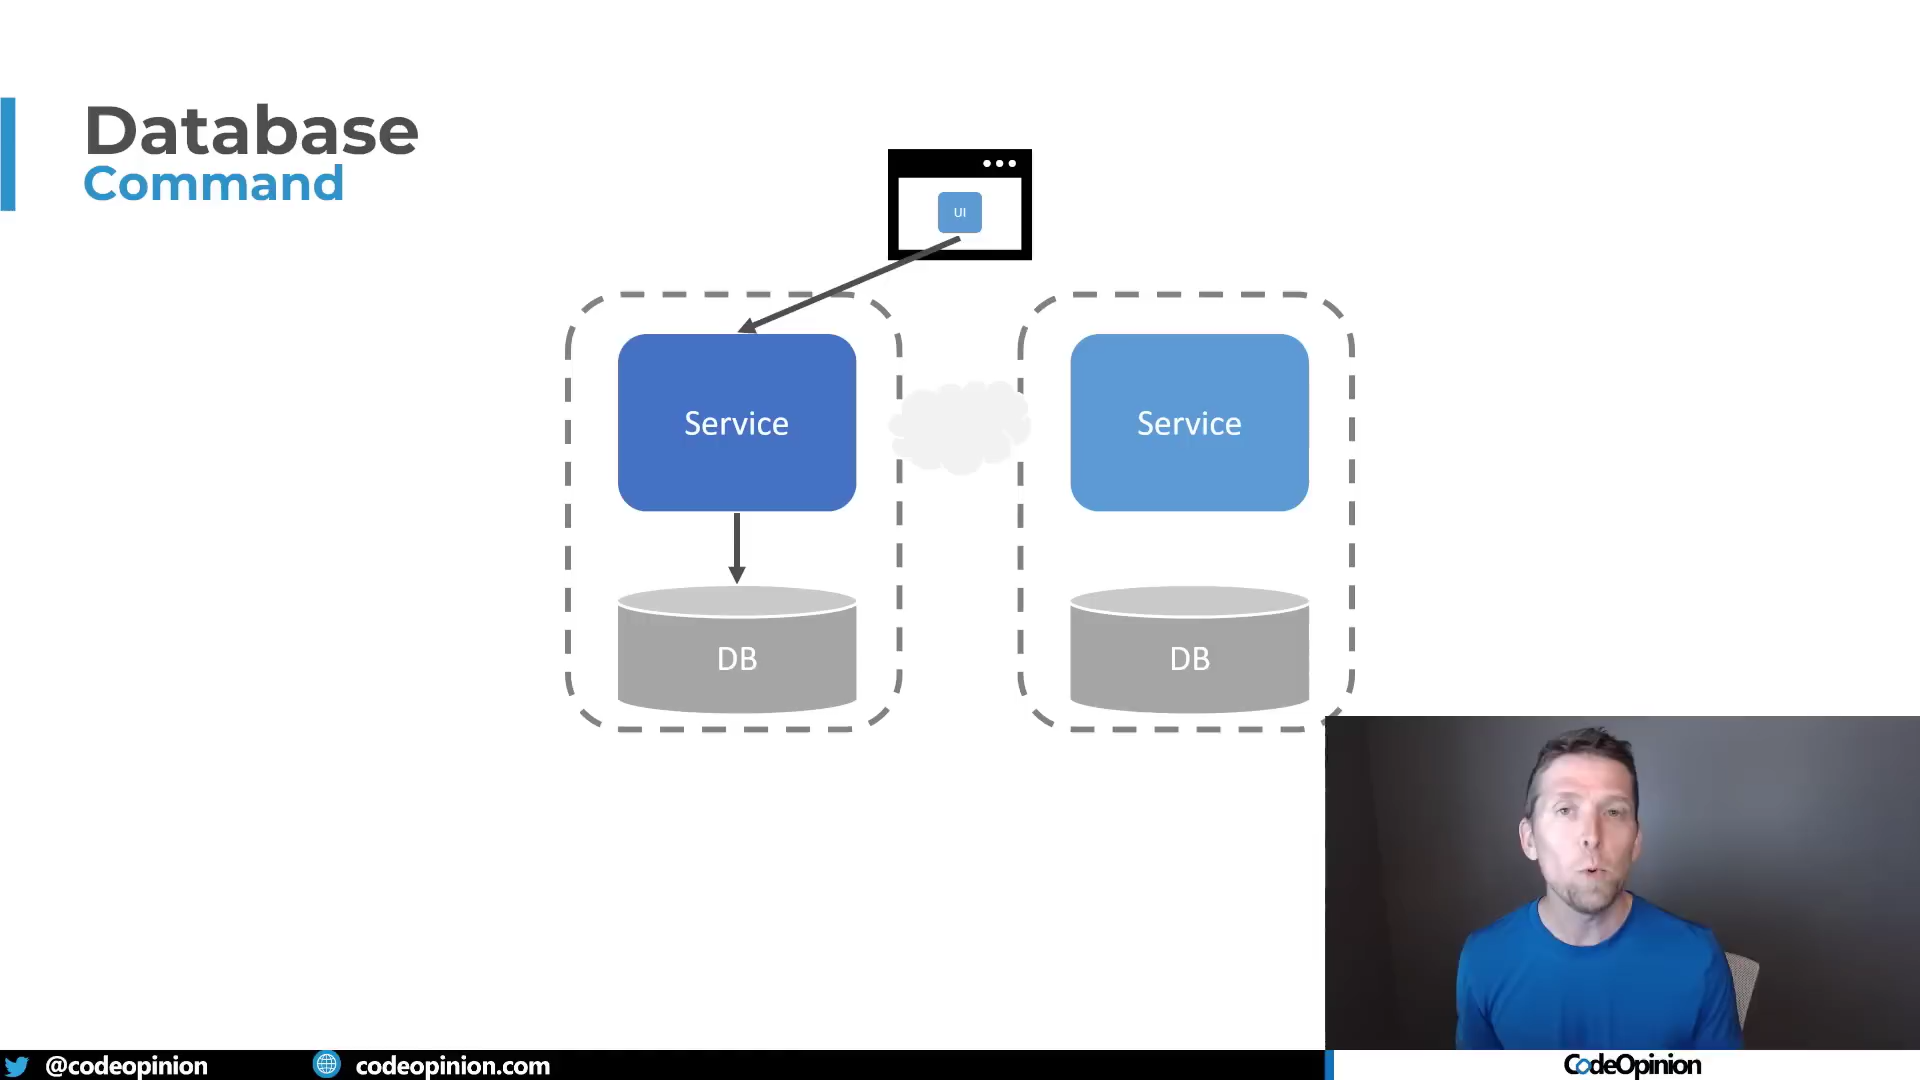 Database
Command
UI
Service
Service
DB
DB
@codeopinion
codeopinion.com
CodeOpinion